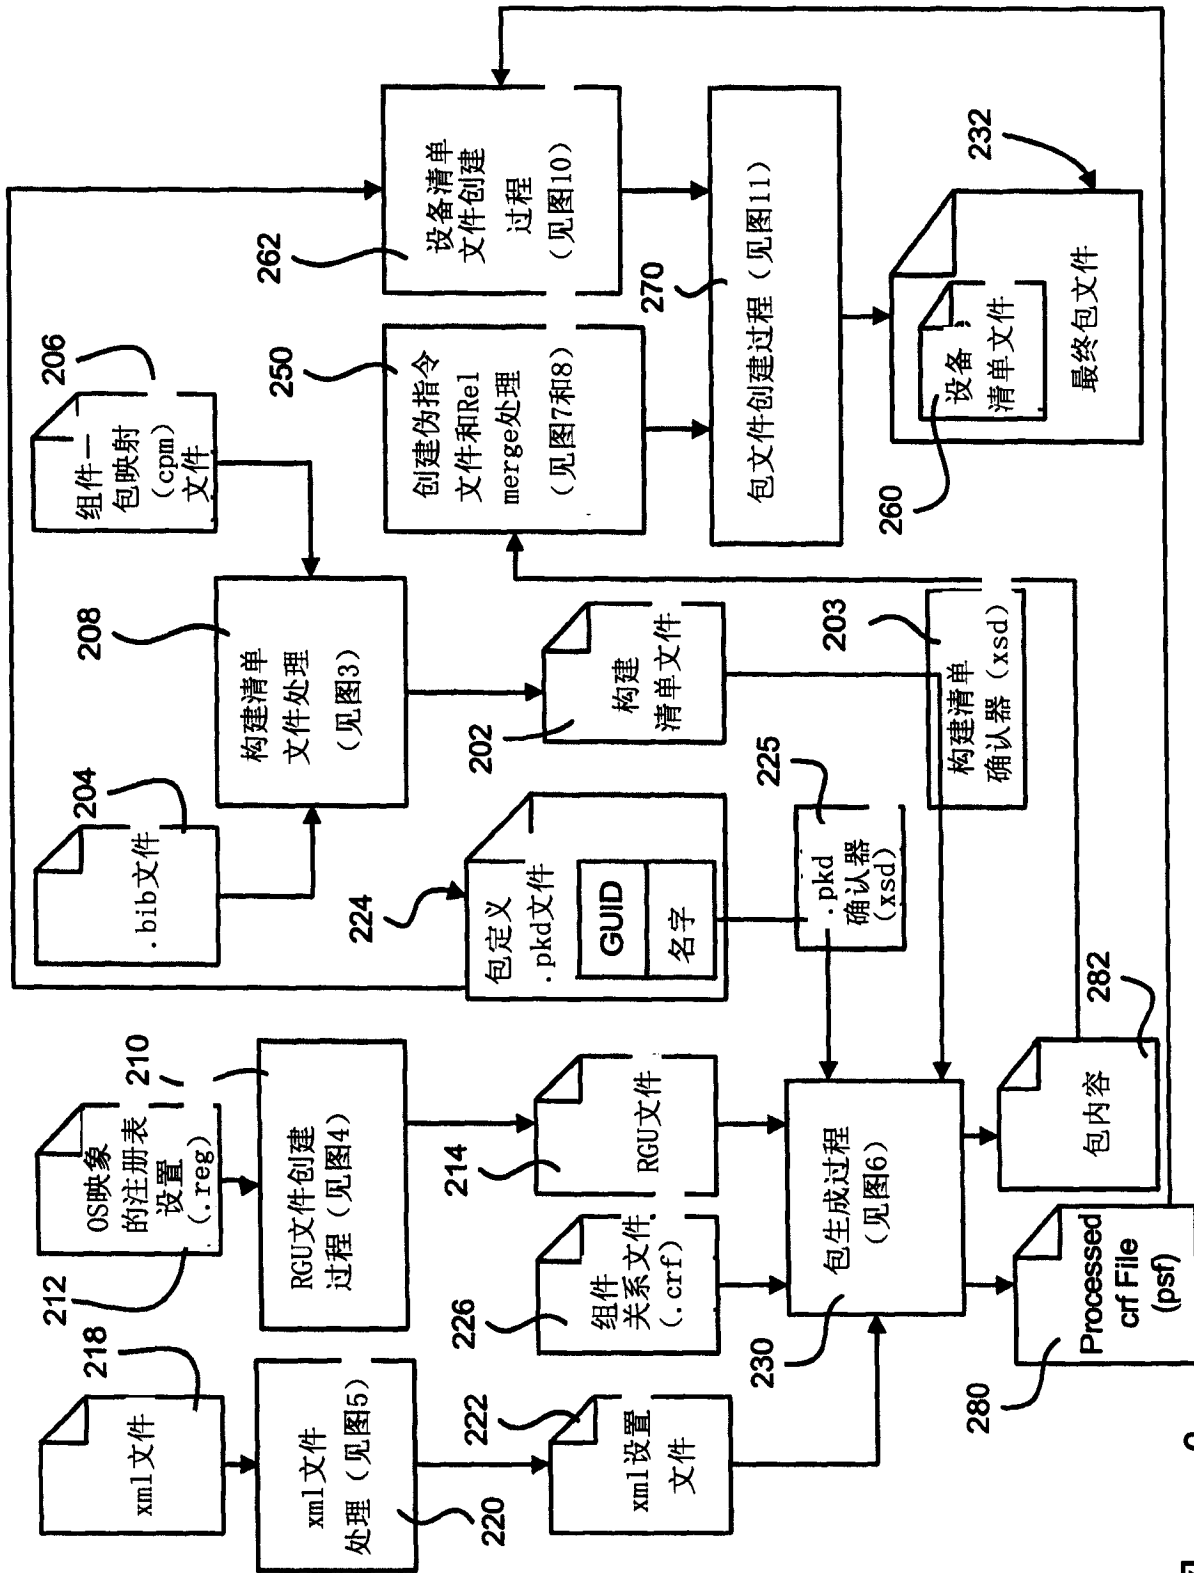 xml文件
218
xml文件
处理（见图5）
220
222
xml设置
文件
OS映象
的注册表
设置
(.reg)
212
210
RGU文件创建
过程（见图4）
214
RGU文件
226
组件
关系文件
(.crf)
230
包生成过程
（见图6）
280
Processed
crf File
(psf)
包内容
282
.bib文件
204
组件－
包映射
(cpm)
文件
206
208
构建清单
文件处理
（见图3）
202
构建
清单文件
224
包定义
.pkd文件
GUID
名字
225
.pkd
确认器
(xsd)
203
构建清单
确认器（xsd）
250
创建伪指令
文件和Rel
merge处理
（见图7和8）
262
设备清单
文件创建
过程
（见图10）
270
包文件创建过程（见图11）
260
设备
清单文件
最终包文件
232